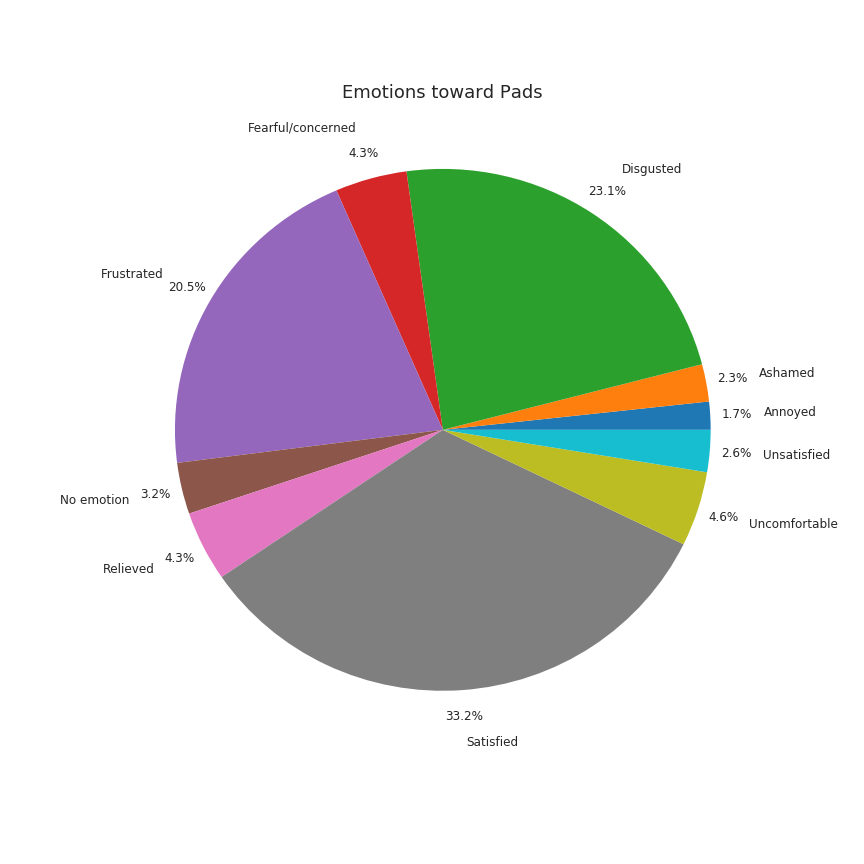 Emotions toward Pads
Fearful/concerned
4.3%
Disgusted
23.1%
Frustrated
20.5%
2.3% Ashamed
1.7% Annoyed
2.6% Unsatisfied
No emotion 3.2%
4.6% Uncomfortable
Relieved 4.3%
33.2%
Satisfied